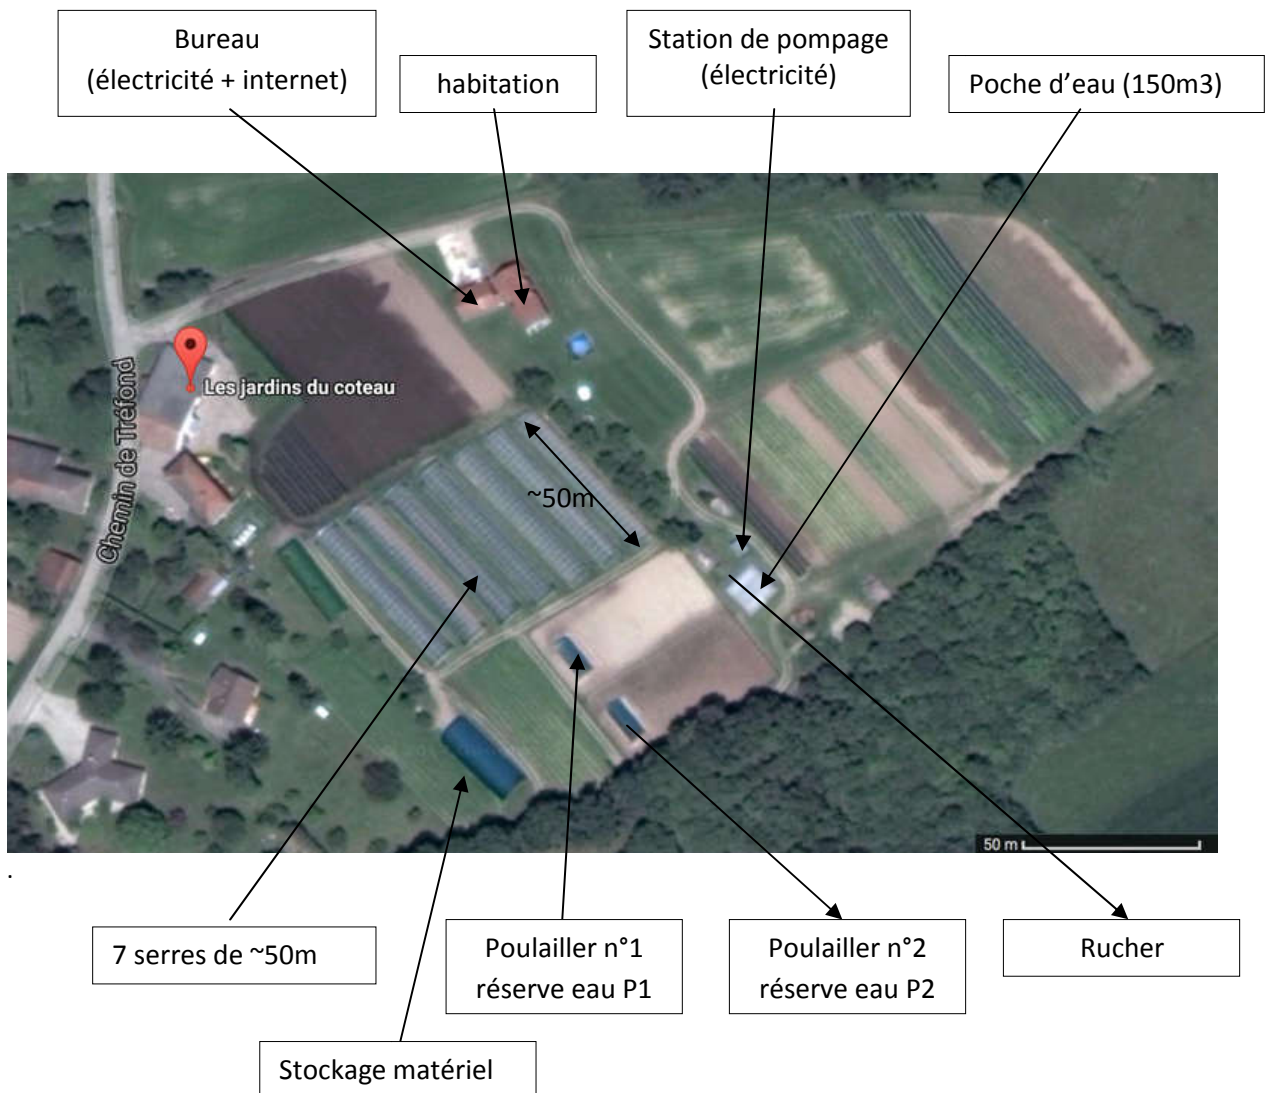 Bureau
(électricité + internet)
habitation
Station de pompage
(électricité)
Poche d'eau (150m3)
Les jardins du coteau
Chemin de Tréfond
~50m
50 m
.
7 serres de ~50m
Poulailler n°1
réserve eau P1
Poulailler n°2
réserve eau P2
Rucher
Stockage matériel